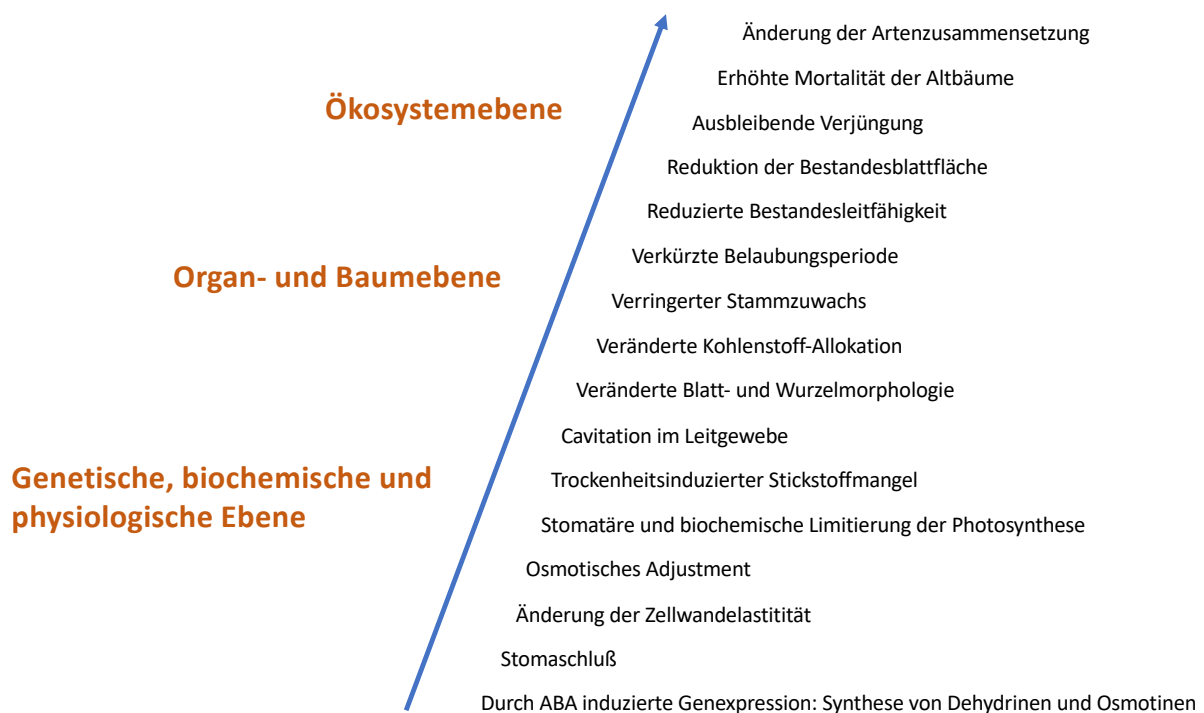 Änderung der Artenzusammensetzung
Erhöhte Mortalität der Altbäume
Ökosystemebene
Ausbleibende Verjüngung
Reduktion der Bestandesblattfläche
Reduzierte Bestandesleitfähigkeit
Verkürzte Belaubungsperiode
Organ- und Baumebene
Verringerter Stammzuwachs
Veränderte Kohlenstoff-Allokation
Veränderte Blatt- und Wurzelmorphologie
Cavitation im Leitgewebe
Genetische, biochemische und
physiologische Ebene
Trockenheitsinduzierter Stickstoffmangel
Stomatäre und biochemische Limitierung der Photosynthese
Osmotisches Adjustment
Änderung der Zellwandelastitität
Stomaschluß
Durch ABA induzierte Genexpression: Synthese von Dehydrinen und Osmotinen